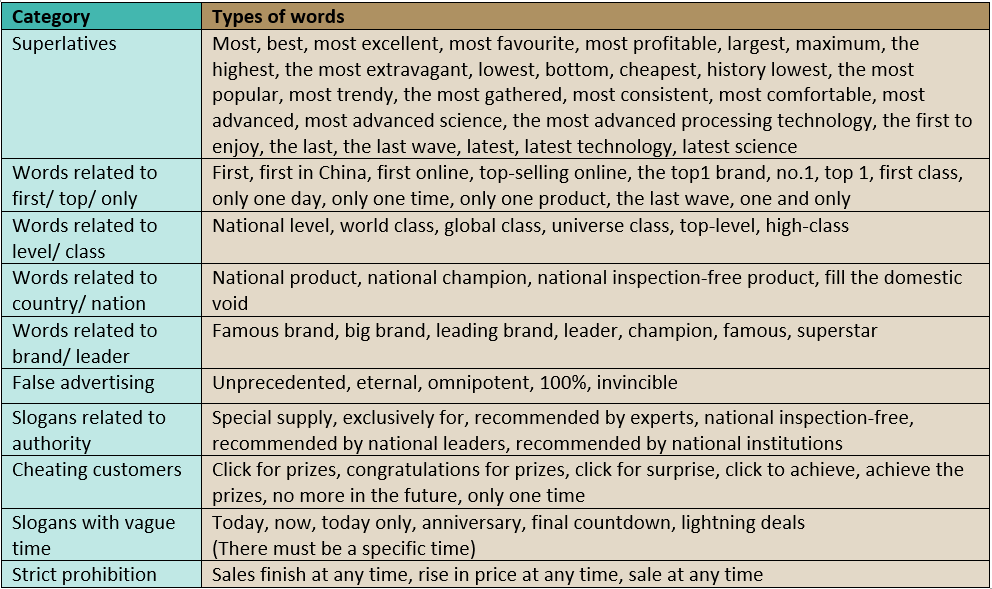 Category Types of words
Superlatives Most, best, most excellent, most favourite, most profitable, largest, maximum, the
highest, the most extravagant, lowest, bottom, cheapest, history lowest, the most
popular, most trendy, the most gathered, most consistent, most comfortable, most
advanced, most advanced science, the most advanced processing technology, the first to
enjoy, the last, the last wave, latest, latest technology, latest science
Words related to First, first in China, first online, top-selling online, the top1 brand, no.1, top 1, first class,
first/ top/ only only one day, only one time, only one product, the last wave, one and only
Words related to National level, world class, global class, universe class, top-level, high-class
level/ class
Words related to National product, national champion, national inspection-free product, fill the domestic
country/ nation void
Words related to Famous brand, big brand, leading brand, leader, champion, famous, superstar
brand/ leader
False advertising Unprecedented, eternal, omnipotent, 100%, invincible
Slogans related to Special supply, exclusively for, recommended by experts, national inspection-free,
authority recommended by national leaders, recommended by national institutions
Cheating customers Click for prizes, congratulations for prizes, click for surprise, click to achieve, achieve the
prizes, no more in the future, only one time
Slogans with vague Today, now, today only, anniversary, final countdown, lightning deals
time (There must be a specific time)
Strict prohibition Sales finish at any time, rise in price at any time, sale at any time